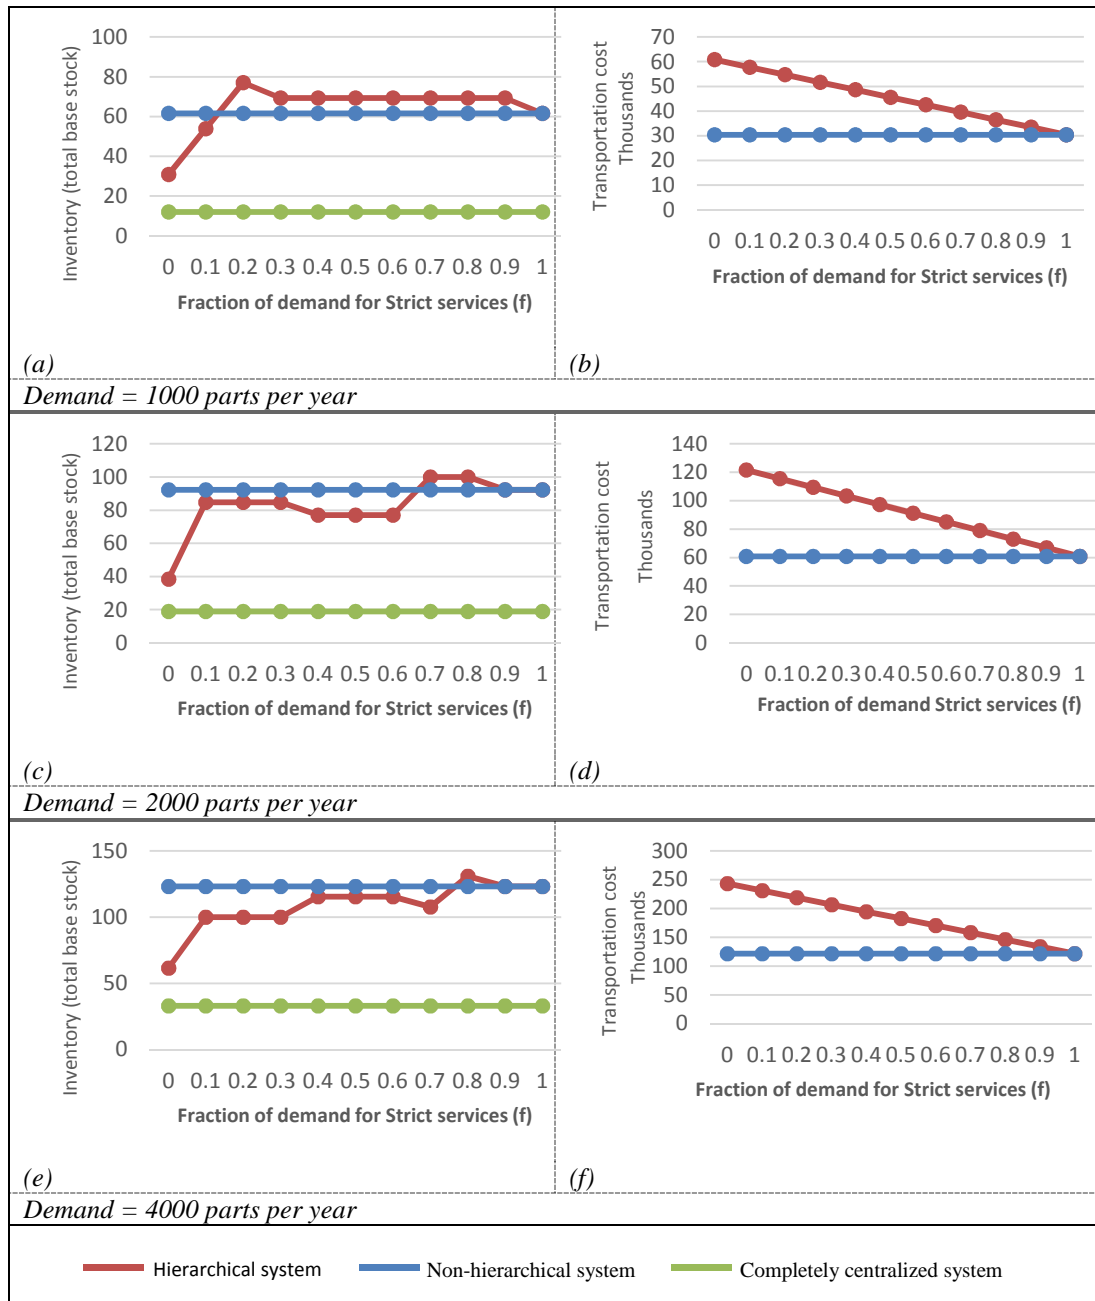 100
80
60
40
20
0
Inventory (total base stock)
0 0.1 0.2 0.3 0.4 0.5 0.6 0.7 0.8 0.9 1
Fraction of demand for Strict services (f)
(a)
70
60
50
40
30
20
10
0
Transportation cost
Thousands
0 0.1 0.2 0.3 0.4 0.5 0.6 0.7 0.8 0.9 1
Fraction of demand for Strict services (f)
(b)
Demand = 1000 parts per year
120
100
80
60
40
20
0
Inventory (total base stock)
0 0.1 0.2 0.3 0.4 0.5 0.6 0.7 0.8 0.9 1
Fraction of demand for Strict services (f)
(c)
140
120
100
80
60
40
20
0
Transportation cost
Thousands
0 0.1 0.2 0.3 0.4 0.5 0.6 0.7 0.8 0.9 1
Fraction of demand Strict services (f)
(d)
Demand = 2000 parts per year
150
100
50
0
Inventory (total base stock)
0 0.1 0.2 0.3 0.4 0.5 0.6 0.7 0.8 0.9 1
Fraction of demand for Strict services (f)
(e)
300
250
200
150
100
50
0
Transportation cost
Thousands
0 0.1 0.2 0.3 0.4 0.5 0.6 0.7 0.8 0.9 1
Fraction of demand for Strict services (f)
(f)
Demand = 4000 parts per year
Hierarchical system Non-hierarchical system Completely centralized system